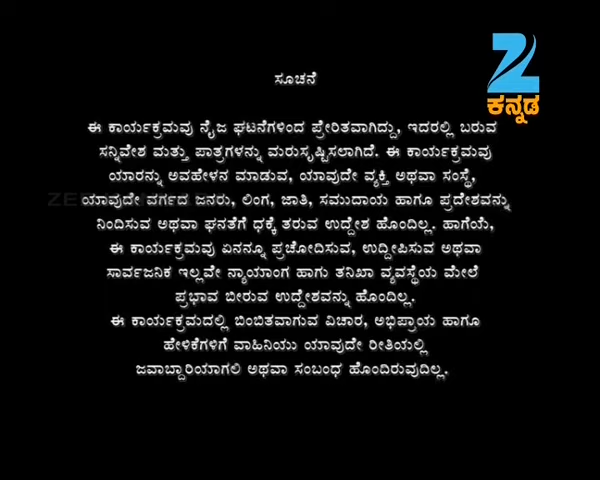 Z
ಕನ್ನಡ
ಸೂಚನೆ
ಈ ಕಾರ್ಯಕ್ರಮವು ನೈಜ ಘಟನೆಗಳಿಂದ ಪ್ರೇರಿತವಾಗಿದ್ದು, ಇದರಲ್ಲಿ ಬರುವ
ಸನ್ನಿವೇಶ ಮತ್ತು ಪಾತ್ರಗಳನ್ನು ಮರುಸೃಷ್ಟಿಸಲಾಗಿದೆ. ಈ ಕಾರ್ಯಕ್ರಮವು
ಯಾರನ್ನು ಅವಹೇಳನ ಮಾಡುವ, ಯಾವುದೇ ವ್ಯಕ್ತಿ ಅಥವಾ ಸಂಸ್ಥೆ,
ಯಾವುದೇ ವರ್ಗದ ಜನರು, ಲಿಂಗ, ಜಾತಿ, ಸಮುದಾಯ ಹಾಗೂ ಪ್ರದೇಶವನ್ನು
ನಿಂದಿಸುವ ಅಥವಾ ಘನತೆಗೆ ಧಕ್ಕೆ ತರುವ ಉದ್ದೇಶ ಹೊಂದಿಲ್ಲ. ಹಾಗೆಯೆ,
ಈ ಕಾರ್ಯಕ್ರಮವು ಏನನ್ನೂ ಪ್ರಚೋದಿಸುವ, ಉದ್ದೀಪಿಸುವ ಅಥವಾ
ಸಾರ್ವಜನಿಕ ಇಲ್ಲವೇ ನ್ಯಾಯಾಂಗ ಹಾಗು ತನಿಖಾ ವ್ಯವಸ್ಥೆಯ ಮೇಲೆ
ಪ್ರಭಾವ ಬೀರುವ ಉದ್ದೇಶವನ್ನು ಹೊಂದಿಲ್ಲ.
ಈ ಕಾರ್ಯಕ್ರಮದಲ್ಲಿ ಬಿಂಬಿತವಾಗುವ ವಿಚಾರ, ಅಭಿಪ್ರಾಯ ಹಾಗೂ
ಹೇಳಿಕೆಗಳಿಗೆ ವಾಹಿನಿಯು ಯಾವುದೇ ರೀತಿಯಲ್ಲಿ
ಜವಾಬ್ದಾರಿಯಾಗಲಿ ಅಥವಾ ಸಂಬಂಧ ಹೊಂದಿರುವುದಿಲ್ಲ.